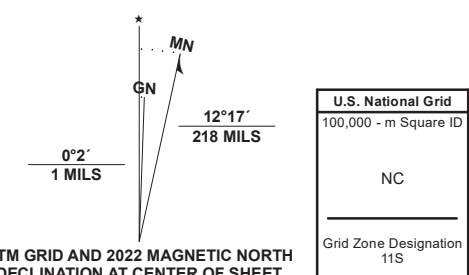 ★
MN
GN
12°17´
218 MILS
0°2´
1 MILS
TM GRID AND 2022 MAGNETIC NORTH
DECLINATION AT CENTER OF SHEET
U.S. National Grid
100,000 - m Square ID
NC
Grid Zone Designation
11S